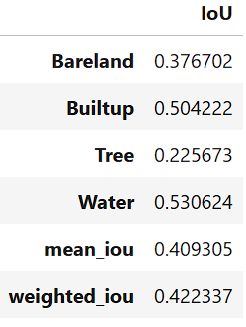 IoU
Bareland 0.376702
Builtup 0.504222
Tree 0.225673
Water 0.530624
mean_iou 0.409305
weighted_iou 0.422337